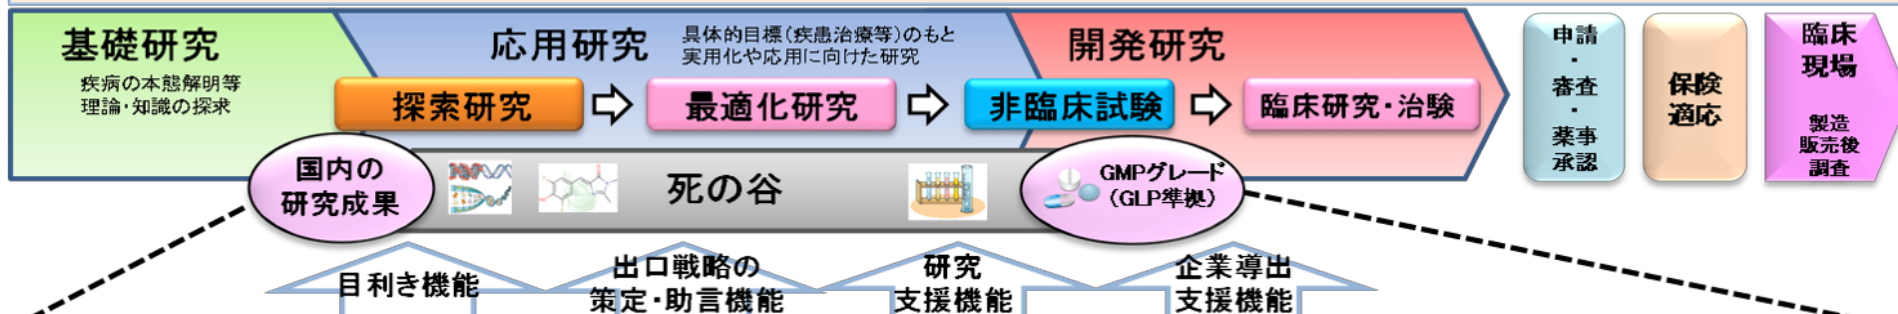 基礎研究
疾病の本態解明等
理論・知識の探求
応用研究
具体的目標(疾患治療等)のもと
実用化や応用に向けた研究
開発研究
探索研究
最適化研究
非臨床試験
臨床研究・治験
申請
・
審査
・
薬事
承認
保険
適応
臨床
現場
製造
販売後
調査
国内の
研究成果
死の谷
GMPグレード
(GLP準拠)
目利き機能
出口戦略の
策定・助言機能
研究
支援機能
企業導出
支援機能